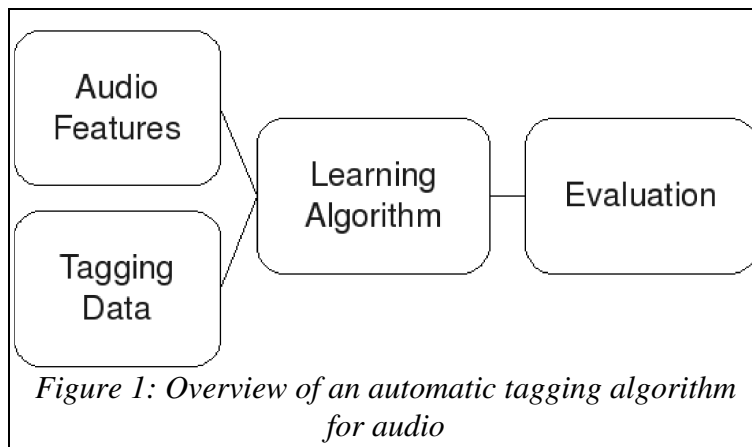 Audio
Features
Tagging
Data
Learning
Algorithm
Evaluation
Figure 1: Overview of an automatic tagging algorithm
for audio